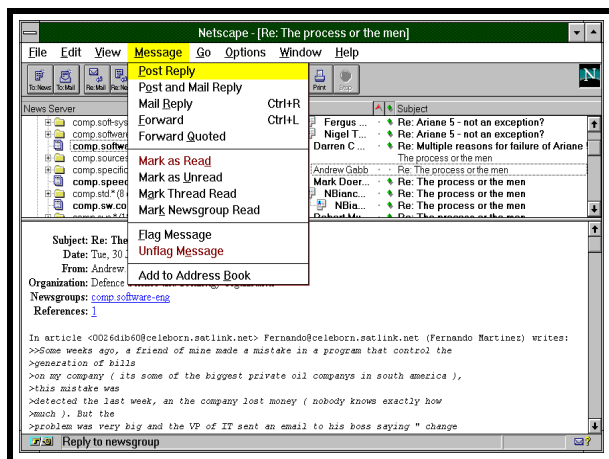 Netscape - [Re: The process or the men]
File Edit View Message Go Options Window Help
To: News To: Mail Re: Mail Re: Ne Print Stop
N
Post Reply
Post and Mail Reply
Mail Reply Ctrl+R
Forward Ctrl+L
Forward Quoted
Mark as Read
Mark as Unread
Mark Thread Read
Mark Newsgroup Read
Flag Message
Unflag Message
Add to Address Book
News Server Subject
comp.soft-sys Fergus ... Re: Ariane 5 - not an exception?
comp.software Nigel T... Re: Ariane 5 - not an exception?
comp.softwa Darren C ... Re: Multiple reasons for failure of Ariane
comp.sources The process or the men
comp.specific Andrew Gabb Re: The process or the men
comp.speec Mark Doer... Re: The process or the men
comp.std.* (8 NBianc... Re: The process or the men
comp.sw.co NBia... Re: The process or the men
Re: The process or the men
Subject: Re: The
Date: Tue, 30 J
From: Andrew.
Organization: Defence
Newsgroups: comp.software-eng
References: 1
In article <0026dib60@celeborn.satlink.net> Fernando@celeborn.satlink.net (Fernando Martinez) writes:
>>Some weeks ago, a friend of mine made a mistake in a program that control the
>generation of bills
>on my company ( its some of the biggest private oil companys in south america ),
>this mistake was
>detected the last week, an the company lost money ( nobody knows exactly how
>much ). But the
>problem was very big and the VP of IT sent an email to his boss saying " change
Reply to newsgroup